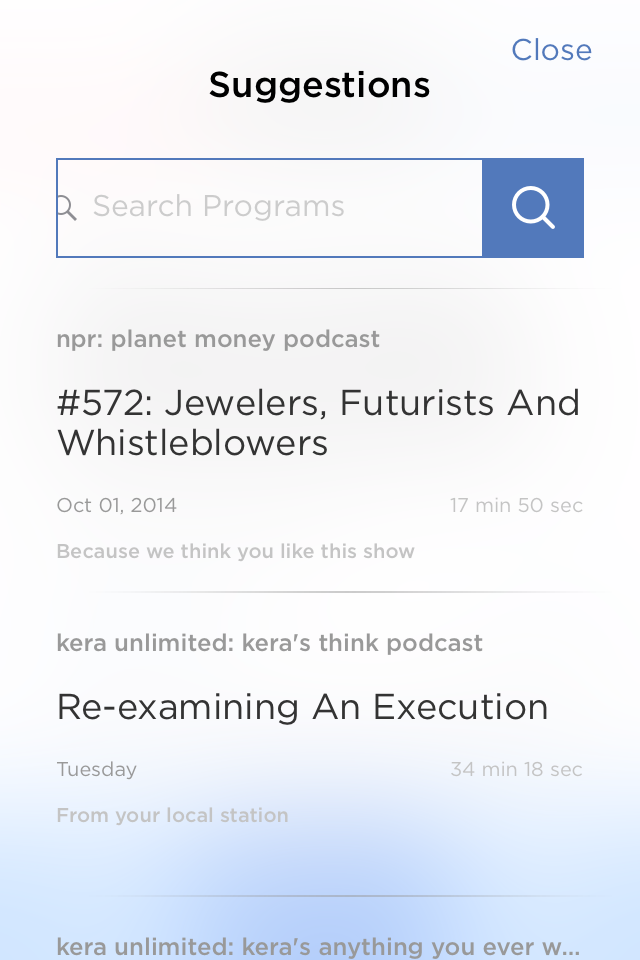 Close
Suggestions
Search Programs
npr: planet money podcast
#572: Jewelers, Futurists And
Whistleblowers
Oct 01, 2014 17 min 50 sec
Because we think you like this show
kera unlimited: kera's think podcast
Re-examining An Execution
Tuesday 34 min 18 sec
From your local station
kera unlimited: kera's anything you ever w...